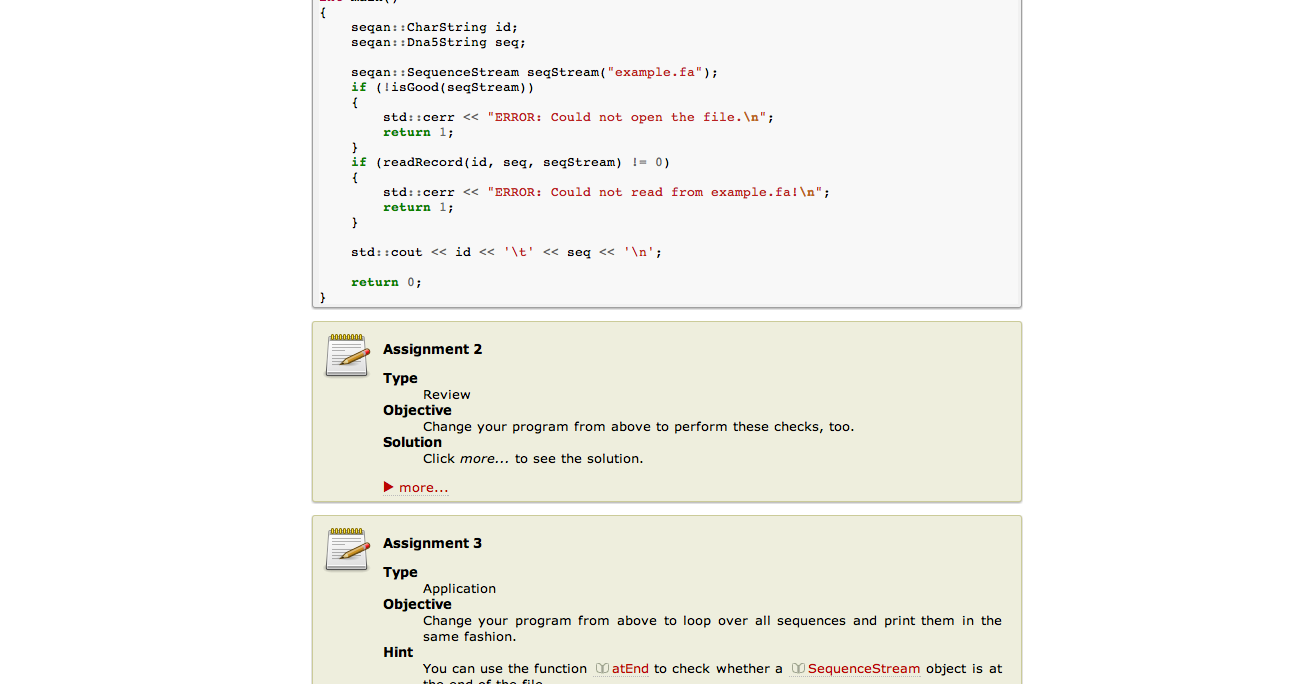 {
seqan::CharString id;
seqan::Dna5String seq;
seqan::SequenceStream seqStream("example.fa");
if (!isGood(seqStream))
{
std::cerr << "ERROR: Could not open the file.\n";
return 1;
}
if (readRecord(id, seq, seqStream) != 0)
{
std::cerr << "ERROR: Could not read from example.fa!\n";
return 1;
}
std::cout << id << '\t' << seq << '\n';
return 0;
}
Assignment 2
Type
Review
Objective
Change your program from above to perform these checks, too.
Solution
Click more... to see the solution.
more...
Assignment 3
Type
Application
Objective
Change your program from above to loop over all sequences and print them in the
same fashion.
Hint
You can use the function atEnd to check whether a SequenceStream object is at
the end of the file.